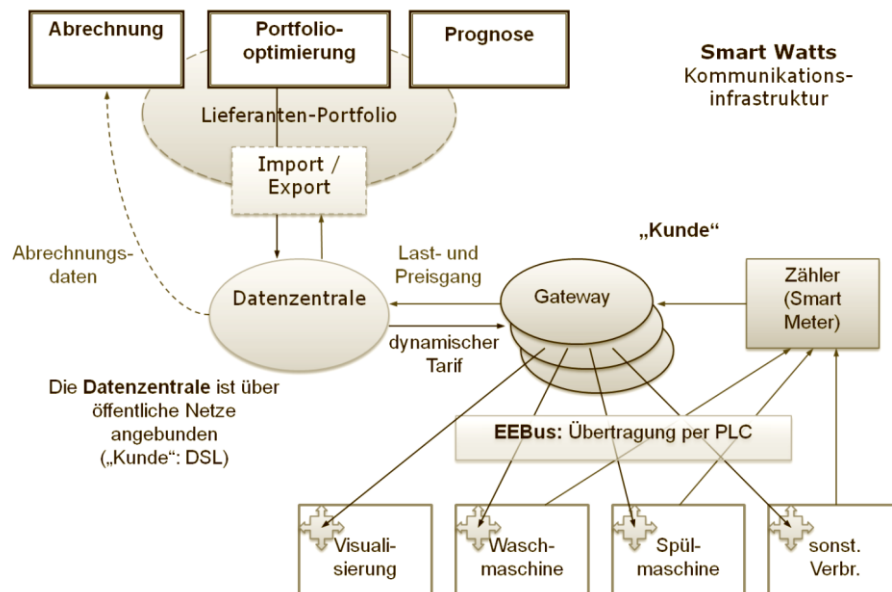 Abrechnung
Portfolio-
optimierung
Prognose
Smart Watts
Kommunikations-
infrastruktur
Lieferanten-Portfolio
Import /
Export
„Kunde“
Abrechnungs-
daten
Last- und
Preisgang
Datenzentrale
Gateway
Zähler
(Smart
Meter)
dynamischer
Tarif
Die Datenzentrale ist über
öffentliche Netze
angebunden
(„Kunde“: DSL)
EEBus: Übertragung per PLC
Visuali-
sierung
Wasch-
maschine
Spül-
maschine
sonst.
Verbr.